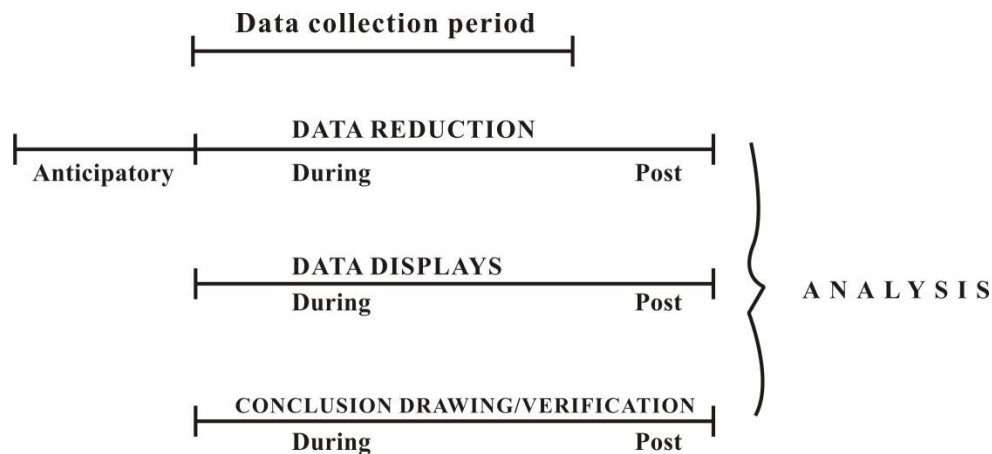 Data collection period
DATA REDUCTION
Anticipatory During Post
DATA DISPLAYS
During Post
ANALYSIS
CONCLUSION DRAWING/VERIFICATION
During Post